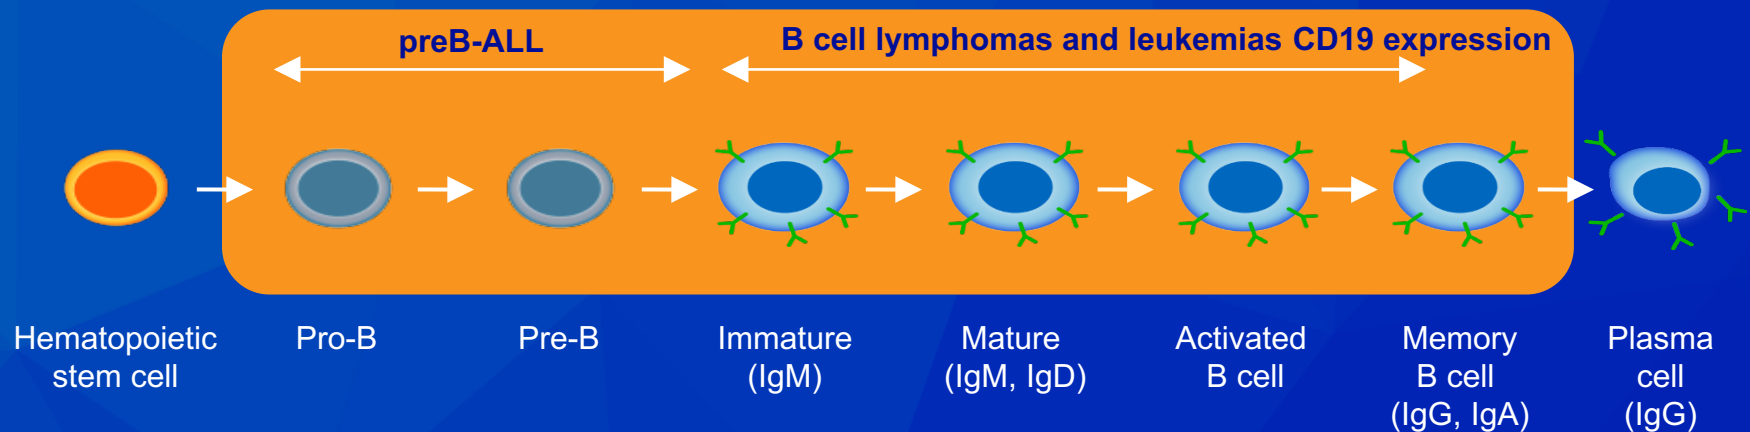 preB-ALL
B cell lymphomas and leukemias CD19 expression
Hematopoietic
stem cell
Pro-B
Pre-B
Immature
(IgM)
Mature
(IgM, IgD)
Activated
B cell
Memory
B cell
(IgG, IgA)
Plasma
cell
(IgG)